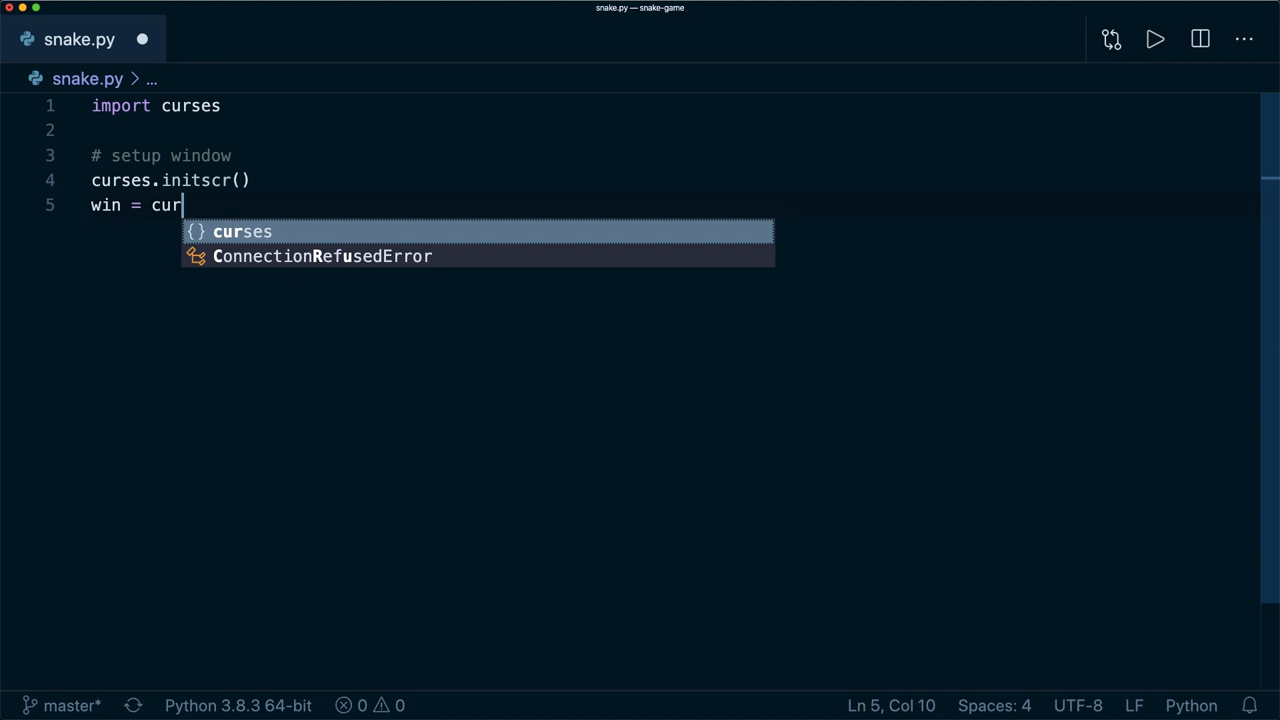 snake.py — snake-game
snake.py
snake.py > ...
1 import curses
2
3 # setup window
4 curses.initscr()
5 win = cur
{} curses
ConnectionRefusedError
master* Python 3.8.3 64-bit 0 0 Ln 5, Col 10 Spaces: 4 UTF-8 LF Python